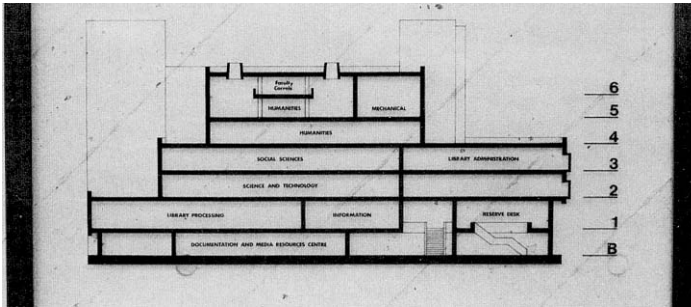 Faculty
Carrels
6
HUMANITIES
MECHANICAL
5
HUMANITIES
4
SOCIAL SCIENCES
LIBRARY ADMINISTRATION
3
SCIENCE AND TECHNOLOGY
2
LIBRARY PROCESSING
INFORMATION
RESERVE DESK
1
DOCUMENTATION AND MEDIA RESOURCES CENTRE
B